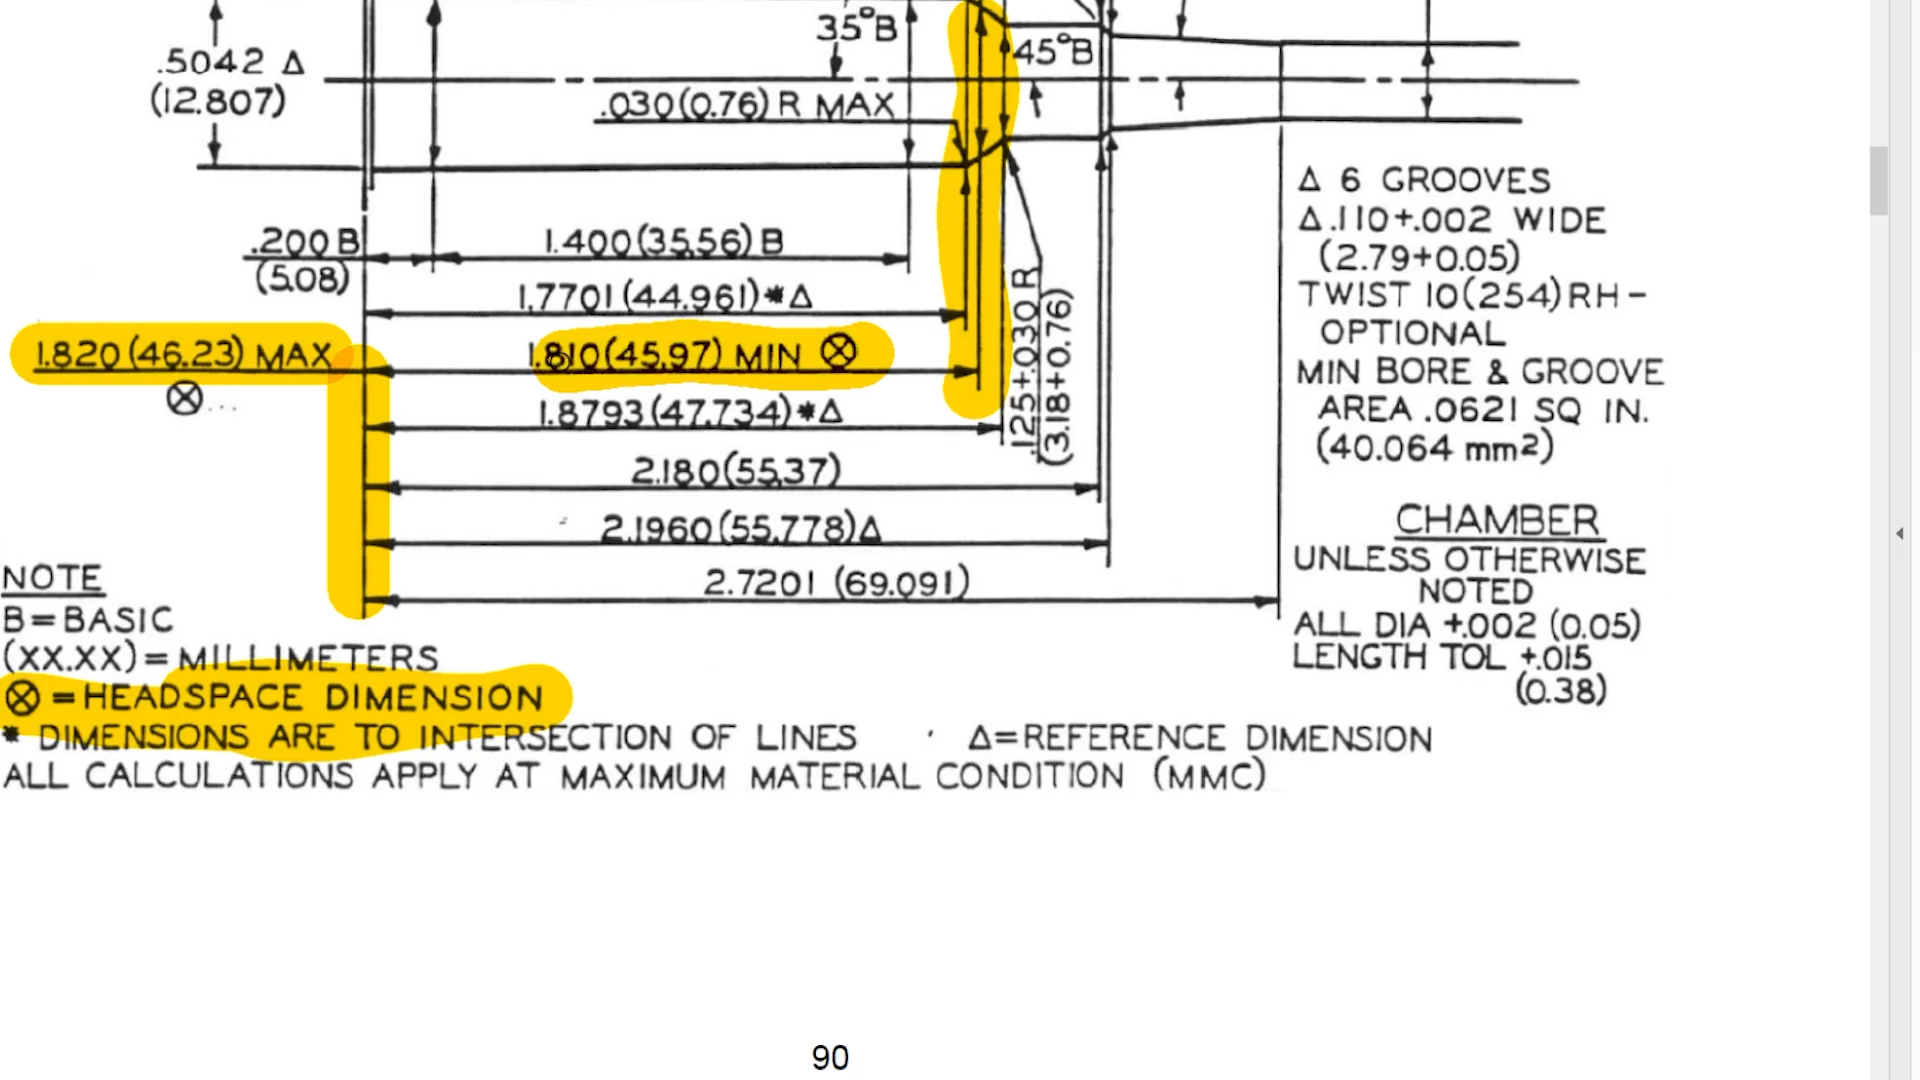 35°B
45°B
.5042 Δ
(12.807)
.030(0.76) R MAX
Δ 6 GROOVES
Δ.110+.002 WIDE
(2.79+0.05)
TWIST 10(254)RH-
OPTIONAL
MIN BORE & GROOVE
AREA .0621 SQ IN.
(40.064 mm2)
.200 B
(5.08)
1.400(35.56) B
1.7701(44.961)*Δ
1.820(46.23) MAX
⊗
1.810(45.97) MIN ⊗
1.8793(47.734)*Δ
.125+.030 R
(3.18+0.76)
2.180(55.37)
2.1960(55.778)Δ
2.7201 (69.091)
CHAMBER
UNLESS OTHERWISE
NOTED
ALL DIA +.002 (0.05)
LENGTH TOL +.015
(0.38)
NOTE
B=BASIC
(XX.XX)=MILLIMETERS
⊗=HEADSPACE DIMENSION
* DIMENSIONS ARE TO INTERSECTION OF LINES Δ=REFERENCE DIMENSION
ALL CALCULATIONS APPLY AT MAXIMUM MATERIAL CONDITION (MMC)
90